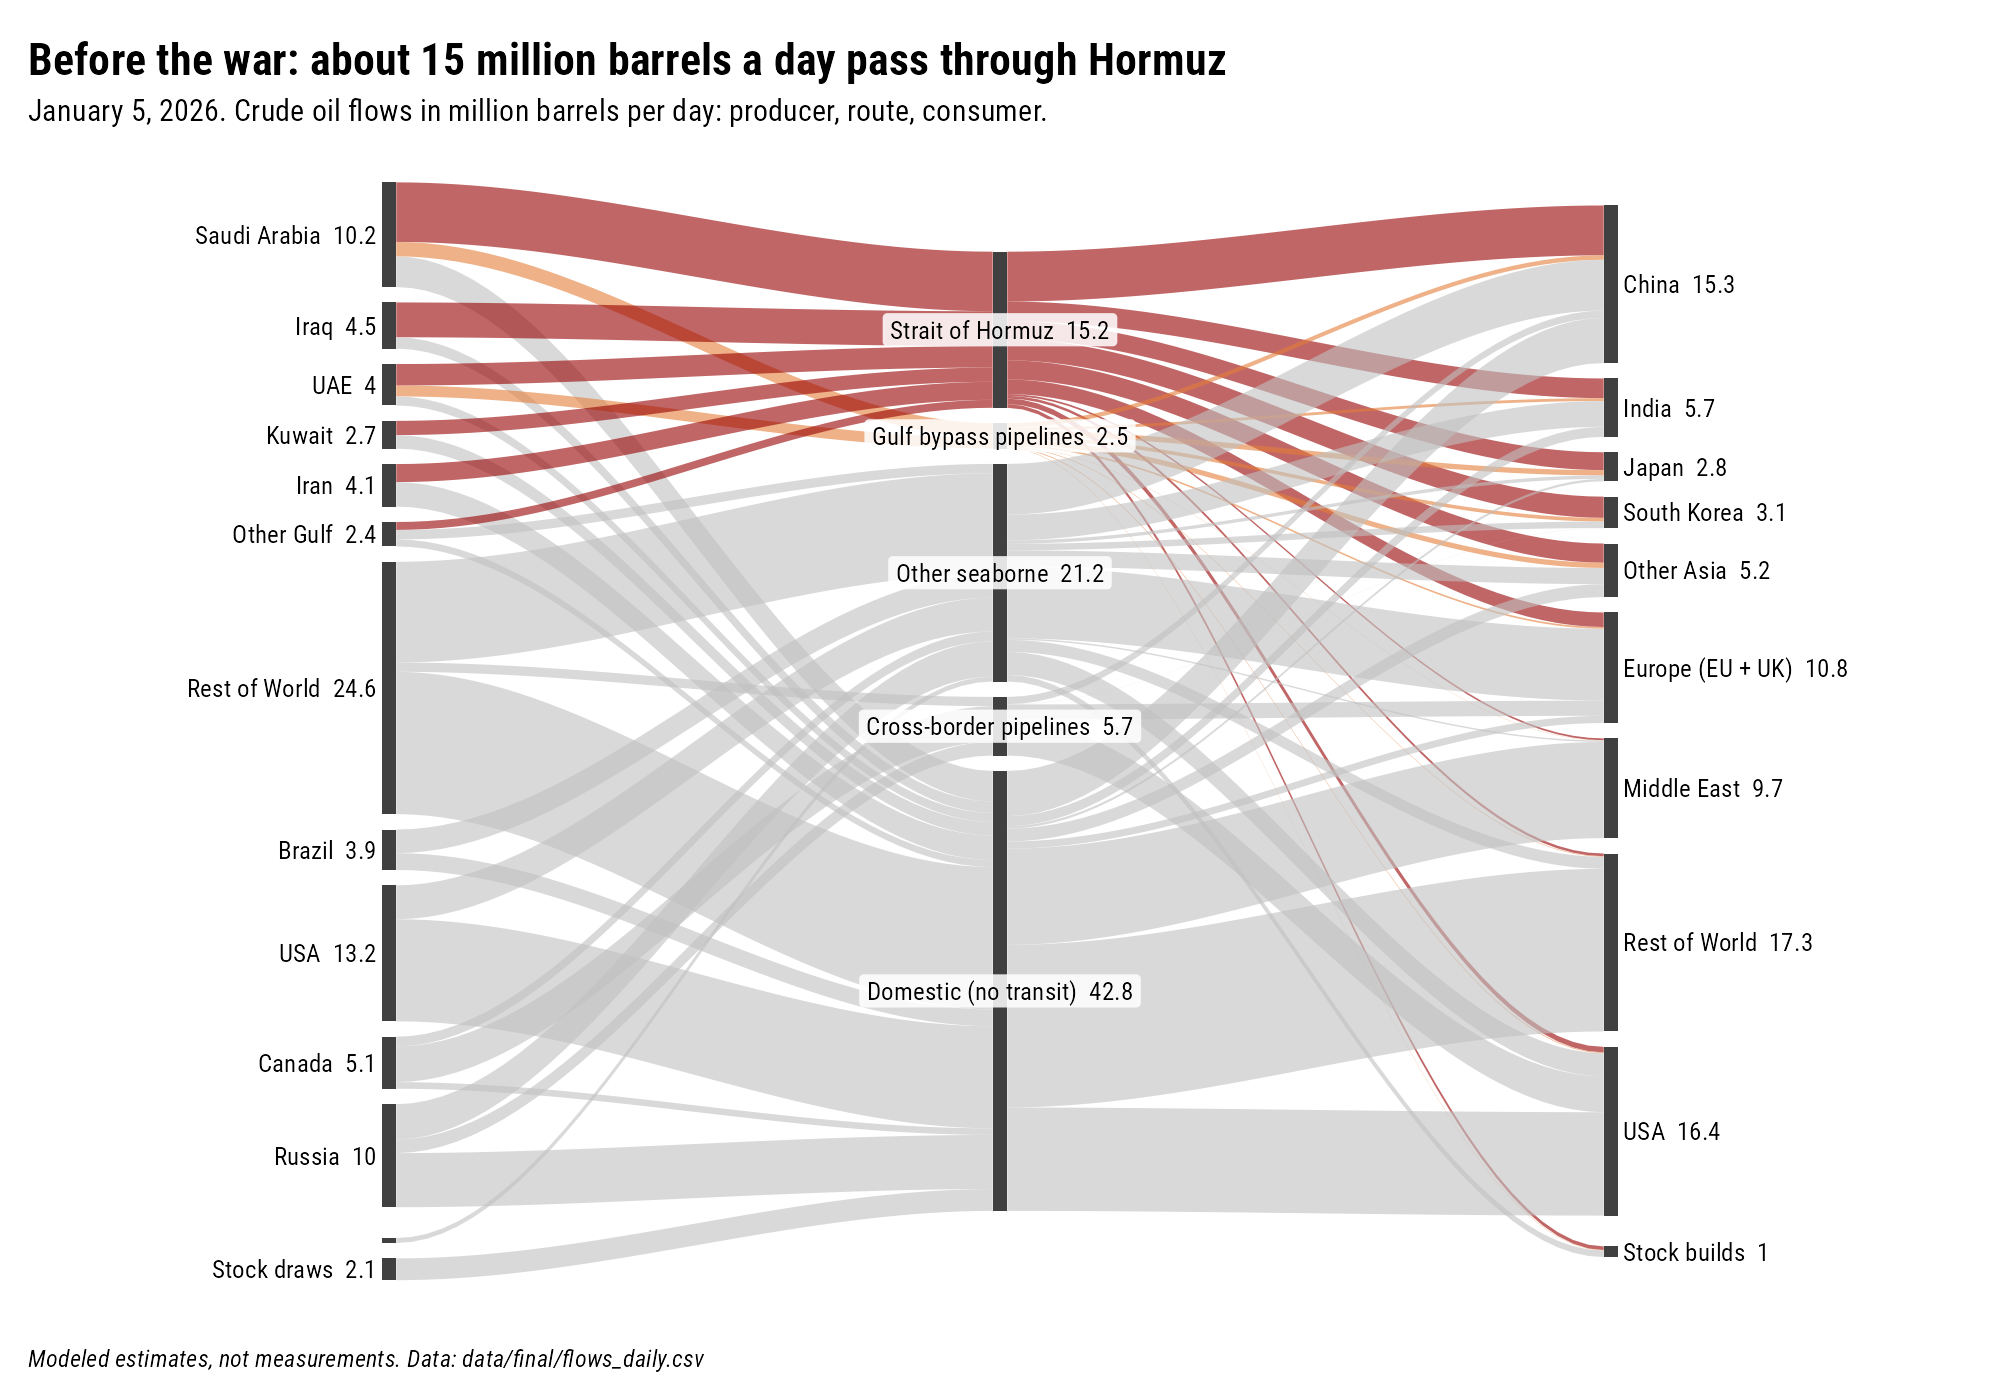 Before the war: about 15 million barrels a day pass through Hormuz
January 5, 2026. Crude oil flows in million barrels per day: producer, route, consumer.
Saudi Arabia 10.2
Iraq 4.5
UAE 4
Kuwait 2.7
Iran 4.1
Other Gulf 2.4
Rest of World 24.6
Brazil 3.9
USA 13.2
Canada 5.1
Russia 10
Stock draws 2.1
Strait of Hormuz 15.2
Gulf bypass pipelines 2.5
Other seaborne 21.2
Cross-border pipelines 5.7
Domestic (no transit) 42.8
China 15.3
India 5.7
Japan 2.8
South Korea 3.1
Other Asia 5.2
Europe (EU + UK) 10.8
Middle East 9.7
Rest of World 17.3
USA 16.4
Stock builds 1
Modeled estimates, not measurements. Data: data/final/flows_daily.csv